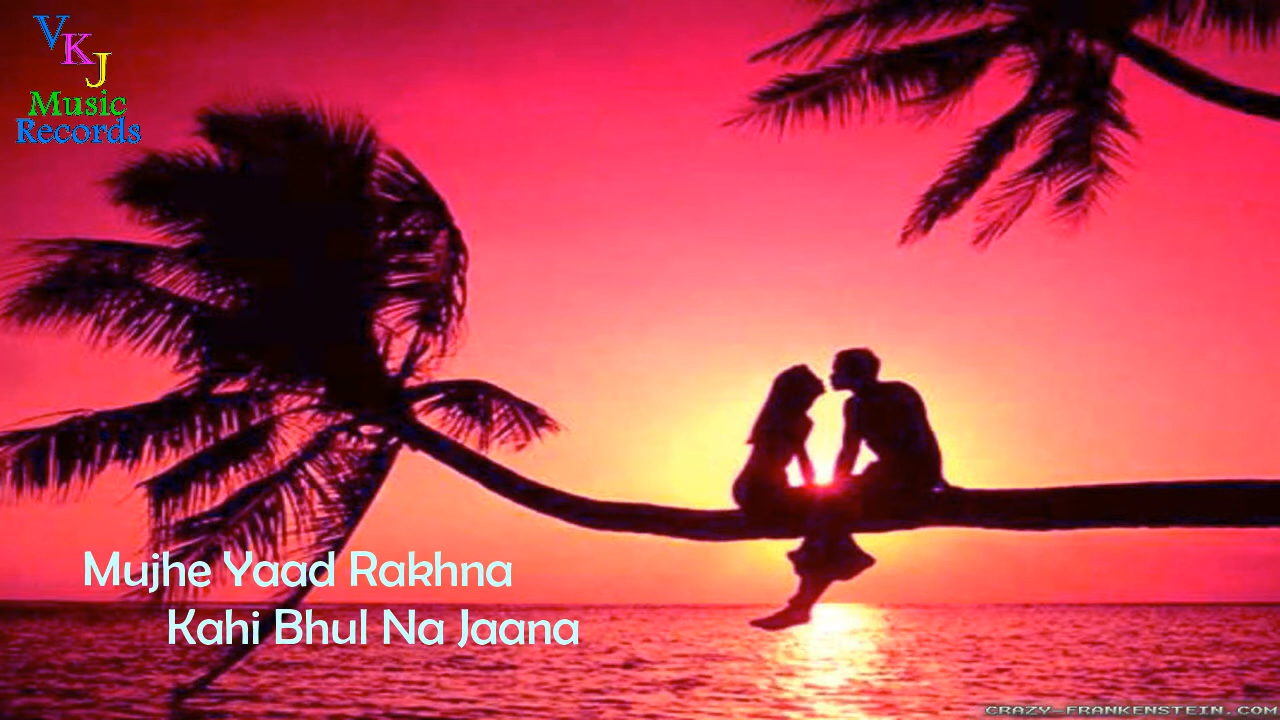 VKJ
Music
Records
Mujhe Yaad Rakhna
Kahi Bhul Na Jaana
CRAZY-FRANKENSTEIN.COM